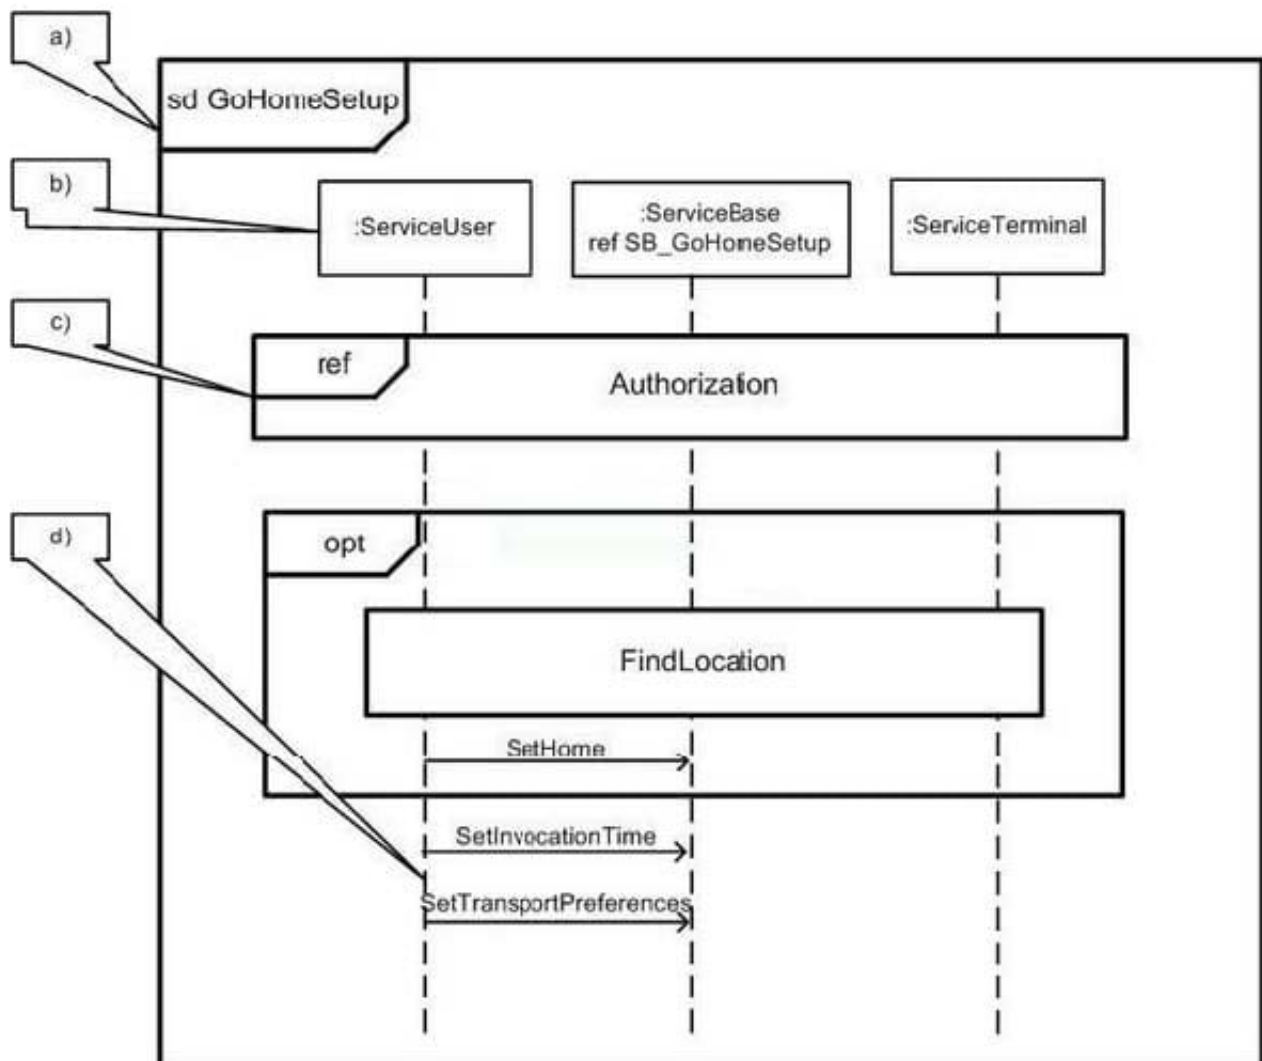 a)
sd GoHomeSetup
b)
:ServiceUser
:ServiceBase
ref SB_GoHomeSetup
:ServiceTerminal
c)
ref
Authorization
d)
opt
FindLocation
SetHome
SetInvocationTime
SetTransportPreferences